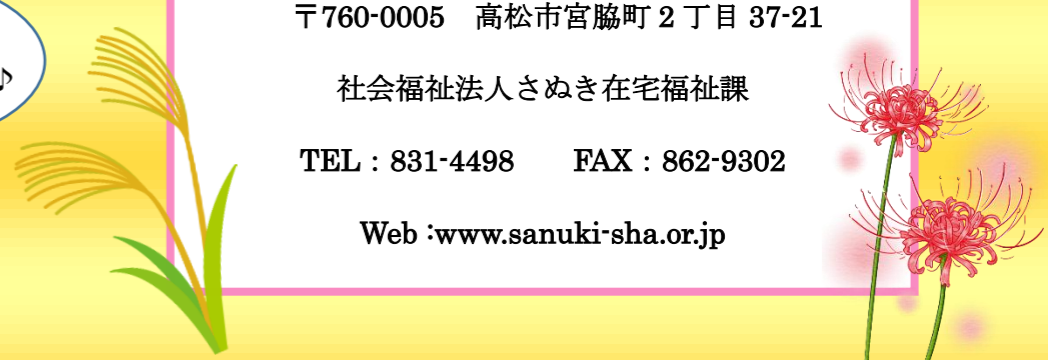 〒760-0005　高松市宮脇町 2 丁目 37-21
社会福祉法人さぬき在宅福祉課
TEL：831-4498　　FAX：862-9302
Web :www.sanuki-sha.or.jp
♪